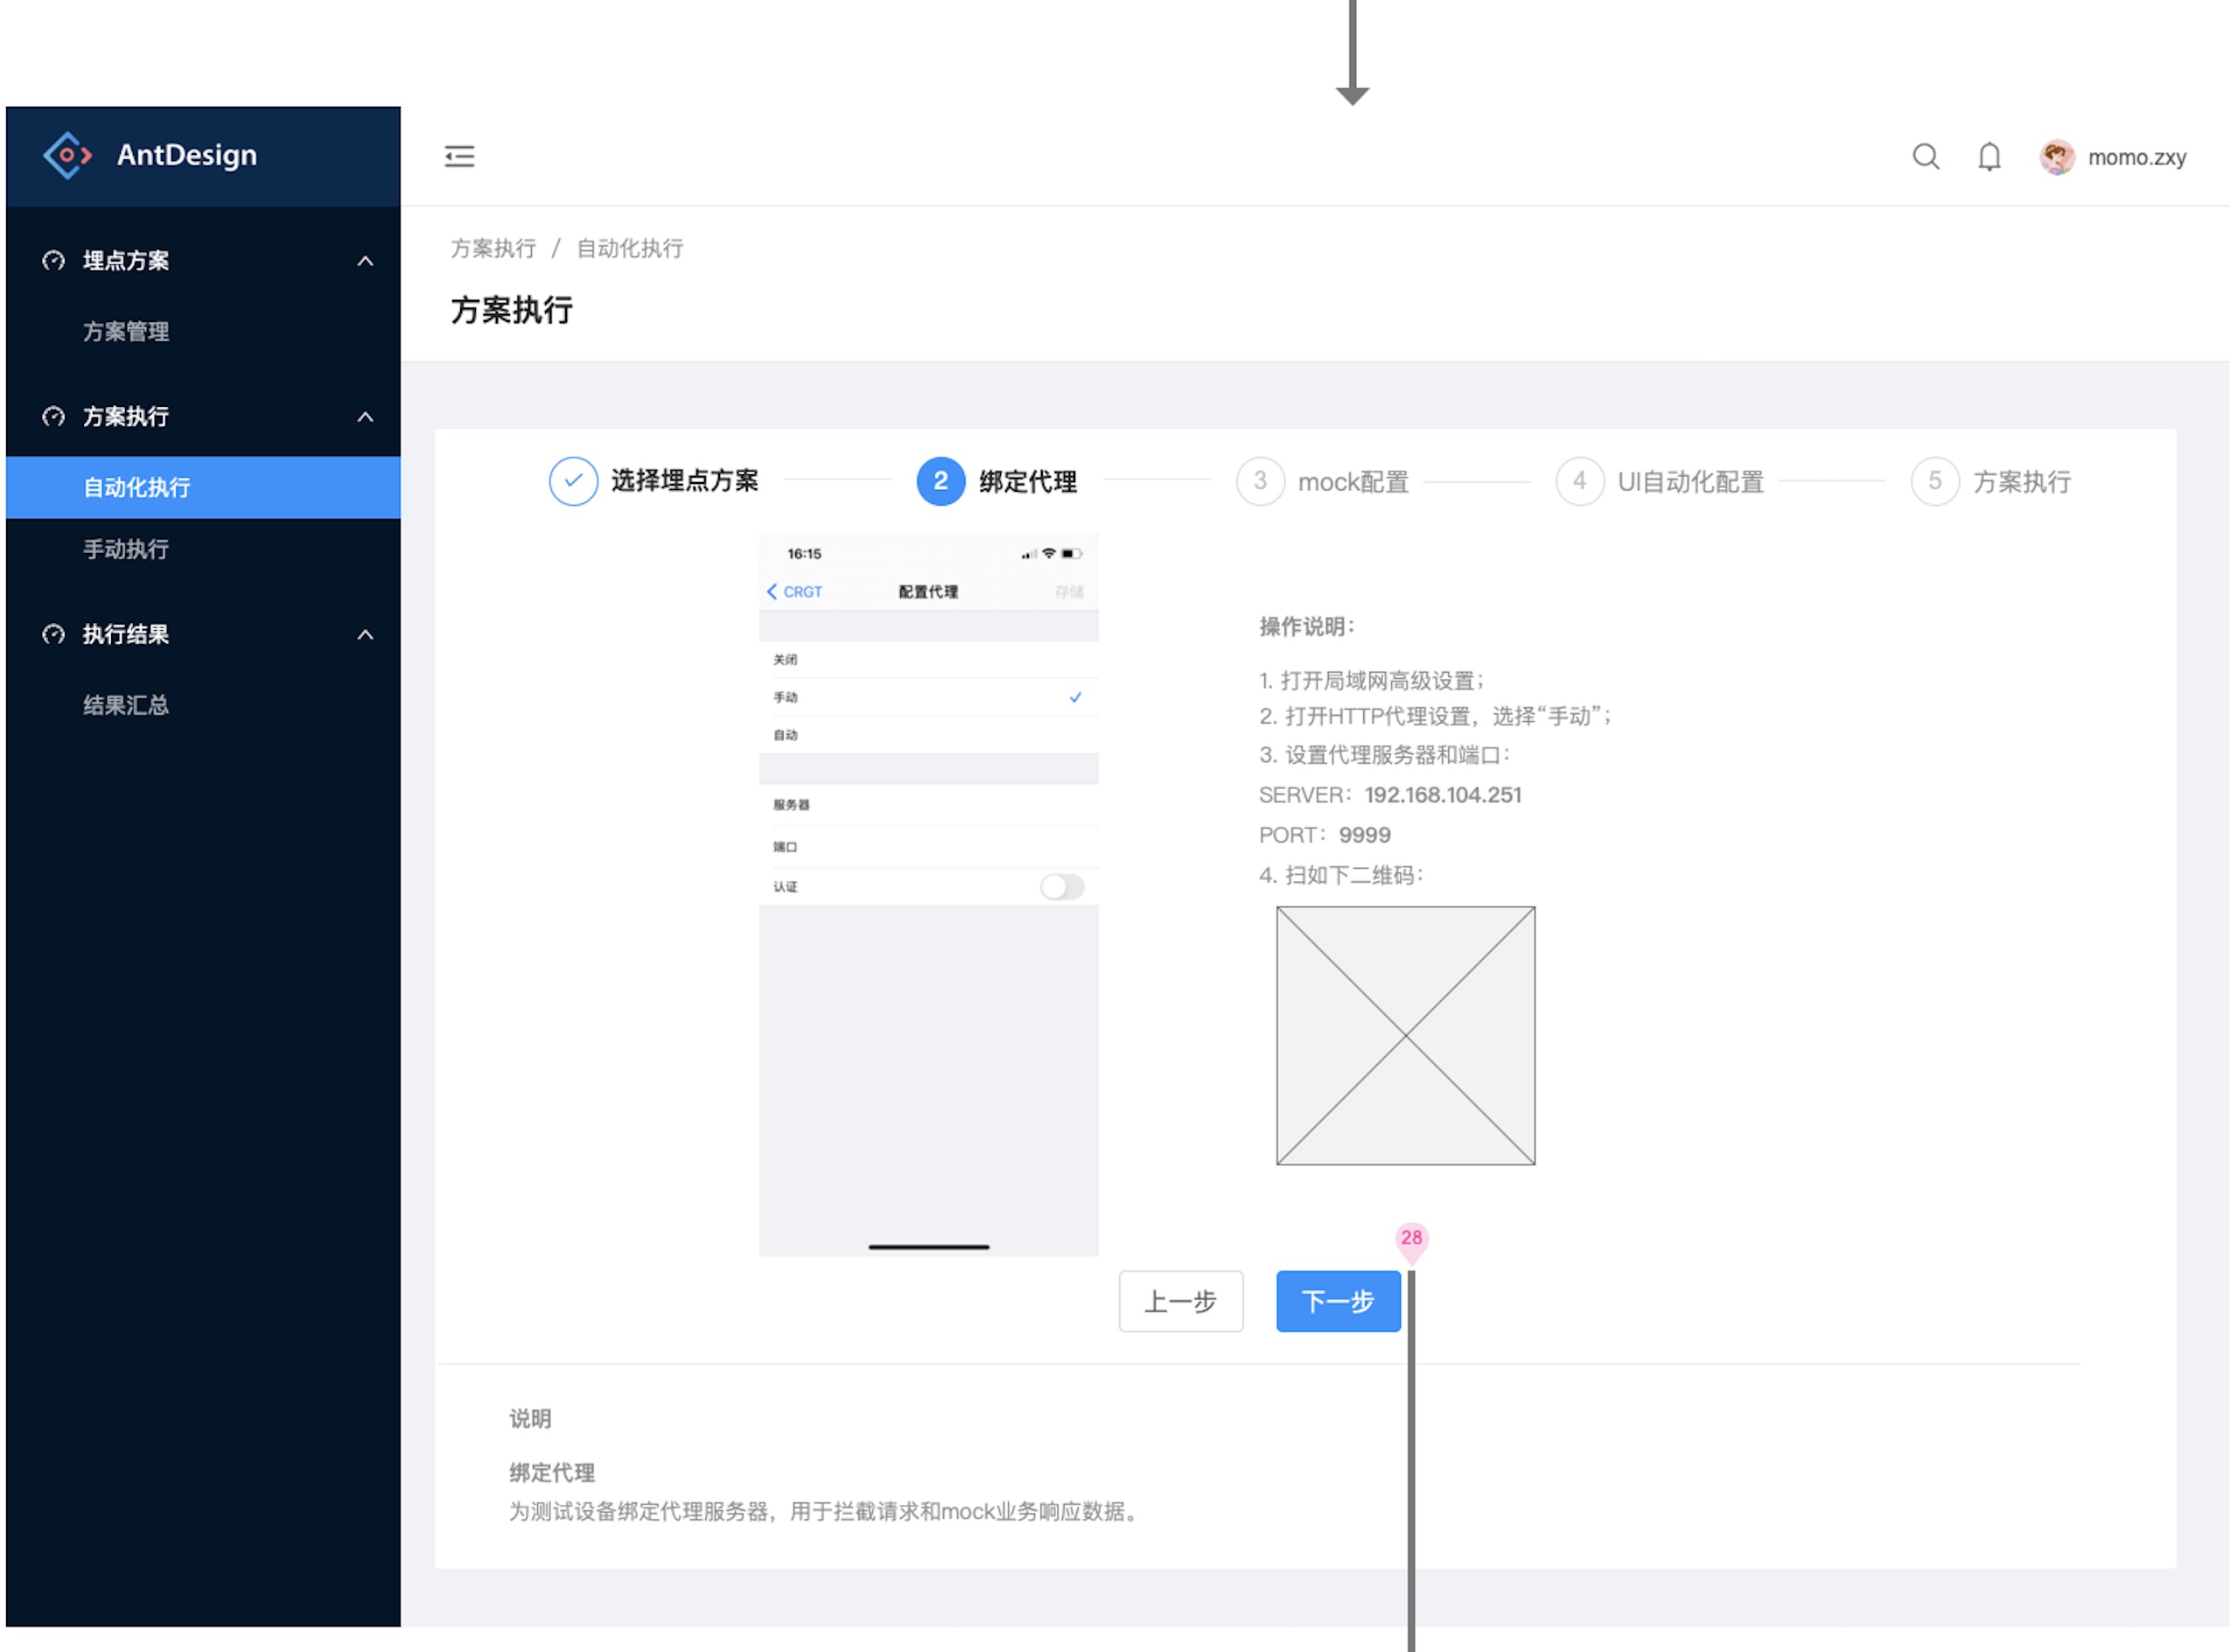 AntDesign
momo.zxy
埋点方案
方案管理
方案执行
自动化执行
手动执行
执行结果
结果汇总
方案执行 / 自动化执行
方案执行
选择埋点方案
2 绑定代理
3 mock配置
4 UI自动化配置
5 方案执行
16:15
CRGT 配置代理 存储
关闭
手动
自动
服务器
端口
认证
操作说明：
1. 打开局域网高级设置；
2. 打开HTTP代理设置，选择“手动”；
3. 设置代理服务器和端口：
SERVER：192.168.104.251
PORT：9999
4. 扫如下二维码：
28
上一步 下一步
说明
绑定代理
为测试设备绑定代理服务器，用于拦截请求和mock业务响应数据。